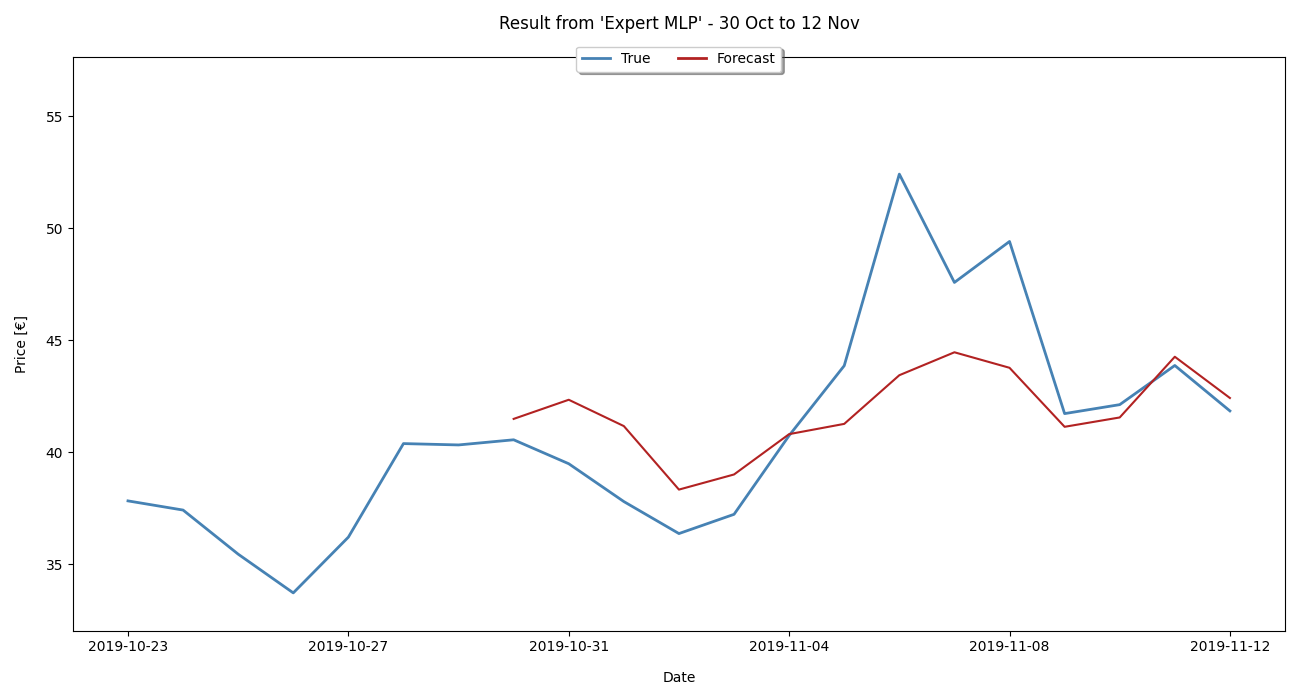 Result from 'Expert MLP' - 30 Oct to 12 Nov
True Forecast
55
50
45
40
35
Price [€]
2019-10-23 2019-10-27 2019-10-31 2019-11-04 2019-11-08 2019-11-12
Date